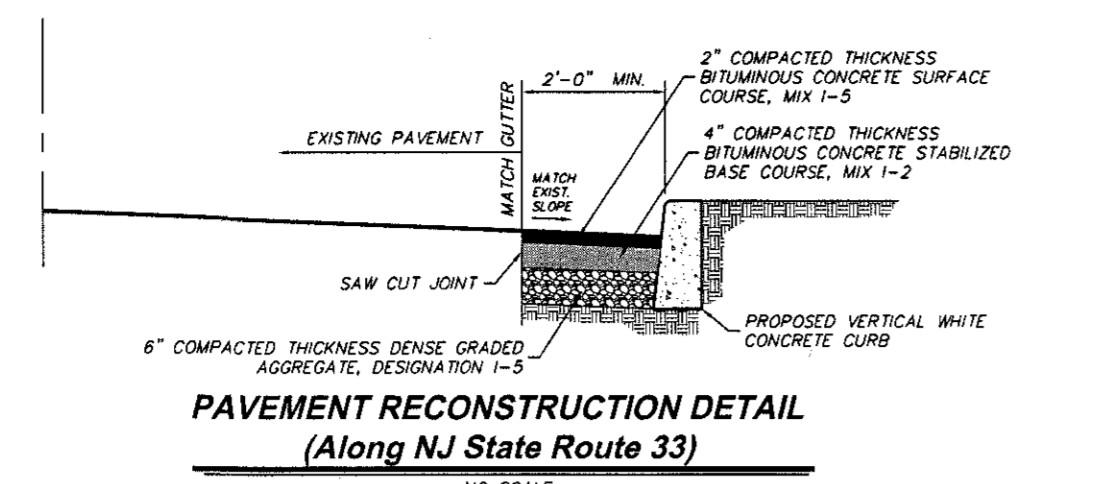 2" COMPACTED THICKNESS
BITUMINOUS CONCRETE SURFACE
COURSE, MIX I-5
2'-0" MIN.
4" COMPACTED THICKNESS
BITUMINOUS CONCRETE STABILIZED
BASE COURSE, MIX I-2
EXISTING PAVEMENT
MATCH GUTTER
MATCH
EXIST.
SLOPE
SAW CUT JOINT
PROPOSED VERTICAL WHITE
CONCRETE CURB
6" COMPACTED THICKNESS DENSE GRADED
AGGREGATE, DESIGNATION I-5
PAVEMENT RECONSTRUCTION DETAIL
(Along NJ State Route 33)
NO SCALE